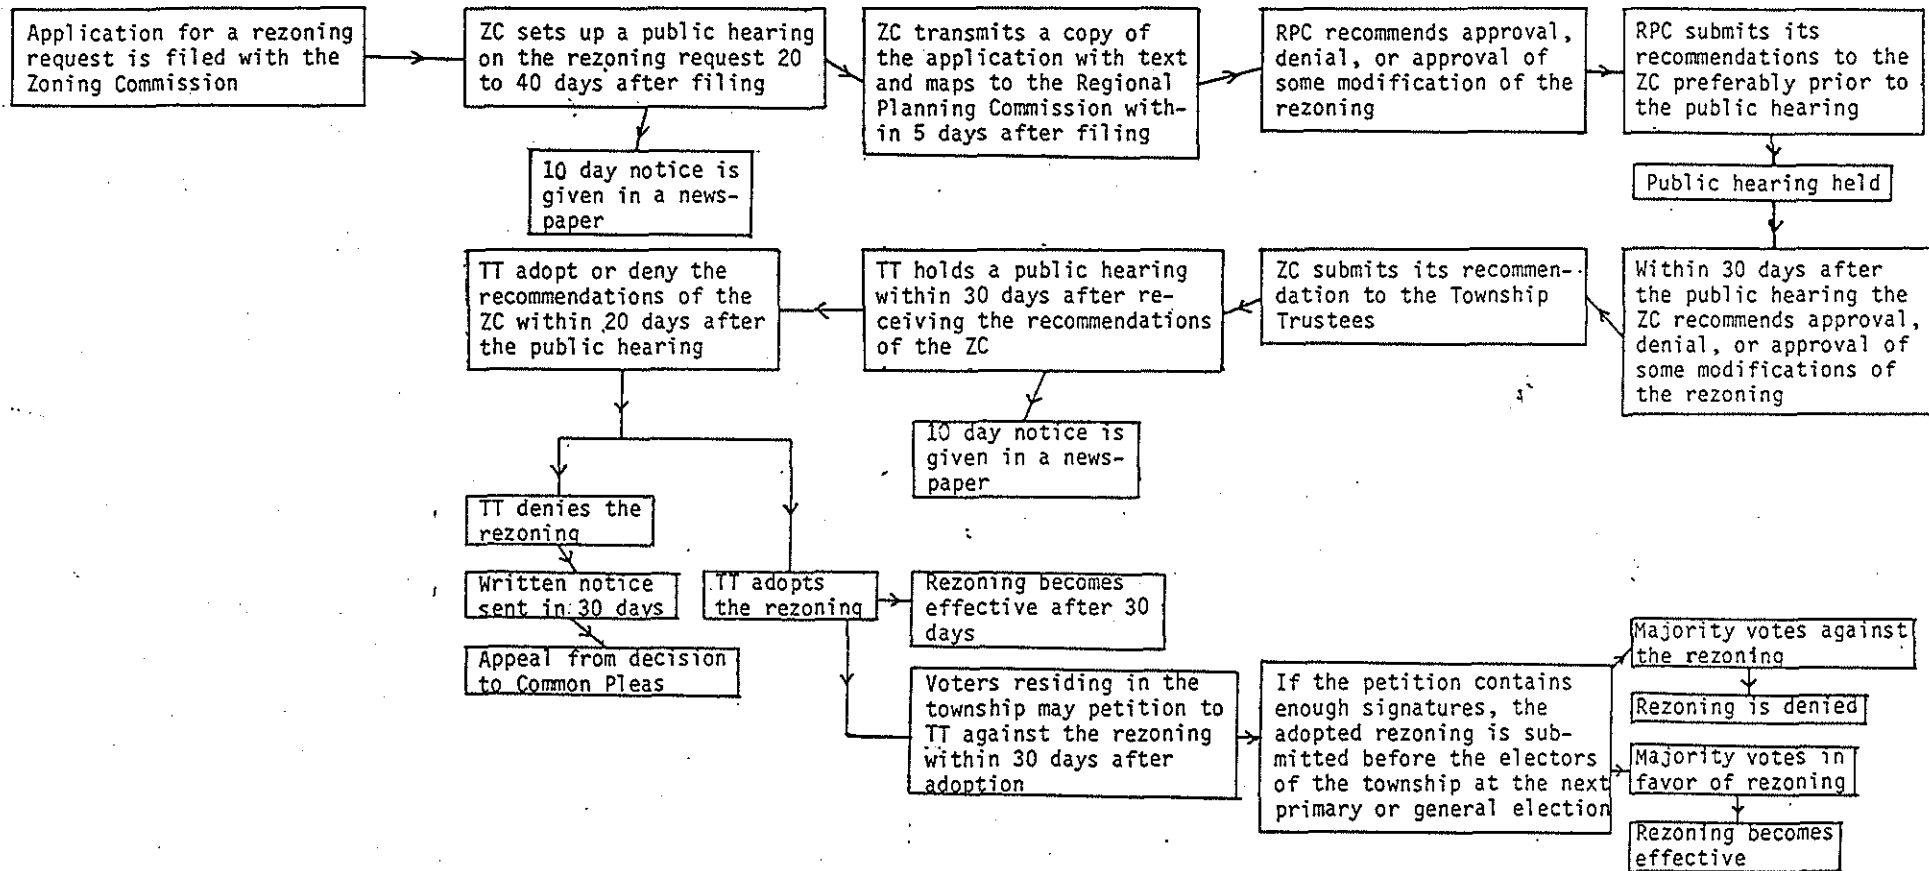 Application for a rezoning
request is filed with the
Zoning Commission
ZC sets up a public hearing
on the rezoning request 20
to 40 days after filing
10 day notice is
given in a news-
paper
ZC transmits a copy of
the application with text
and maps to the Regional
Planning Commission with-
in 5 days after filing
RPC recommends approval,
denial, or approval of
some modification of the
rezoning
RPC submits its
recommendations to the
ZC preferably prior to
the public hearing
Public hearing held
Within 30 days after
the public hearing the
ZC recommends approval,
denial, or approval of
some modifications of
the rezoning
ZC submits its recommen-
dation to the Township
Trustees
TT holds a public hearing
within 30 days after re-
ceiving the recommendations
of the ZC
10 day notice is
given in a news-
paper
TT adopt or deny the
recommendations of the
ZC within 20 days after
the public hearing
TT denies the
rezoning
Written notice
sent in 30 days
Appeal from decision
to Common Pleas
TT adopts
the rezoning
Rezoning becomes
effective after 30
days
Voters residing in the
township may petition to
TT against the rezoning
within 30 days after
adoption
If the petition contains
enough signatures, the
adopted rezoning is sub-
mitted before the electors
of the township at the next
primary or general election
Majority votes against
the rezoning
Rezoning is denied
Majority votes in
favor of rezoning
Rezoning becomes
effective